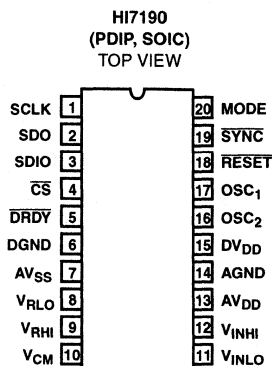 HI7190
(PDIP, SOIC)
TOP VIEW
SCLK 1 20 MODE
SDO 2 19 SYNC
SDIO 3 18 RESET
CS 4 17 OSC1
DRDY 5 16 OSC2
DGND 6 15 DVDD
AVSS 7 14 AGND
VRLO 8 13 AVDD
VRHI 9 12 VINHI
VCM 10 11 VINLO